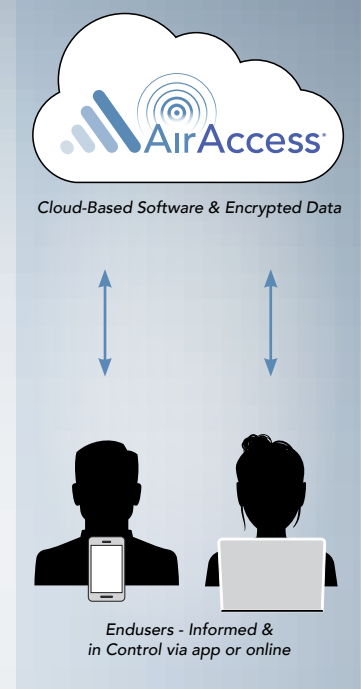 AirAccess
Cloud-Based Software & Encrypted Data
Endusers - Informed &
in Control via app or online